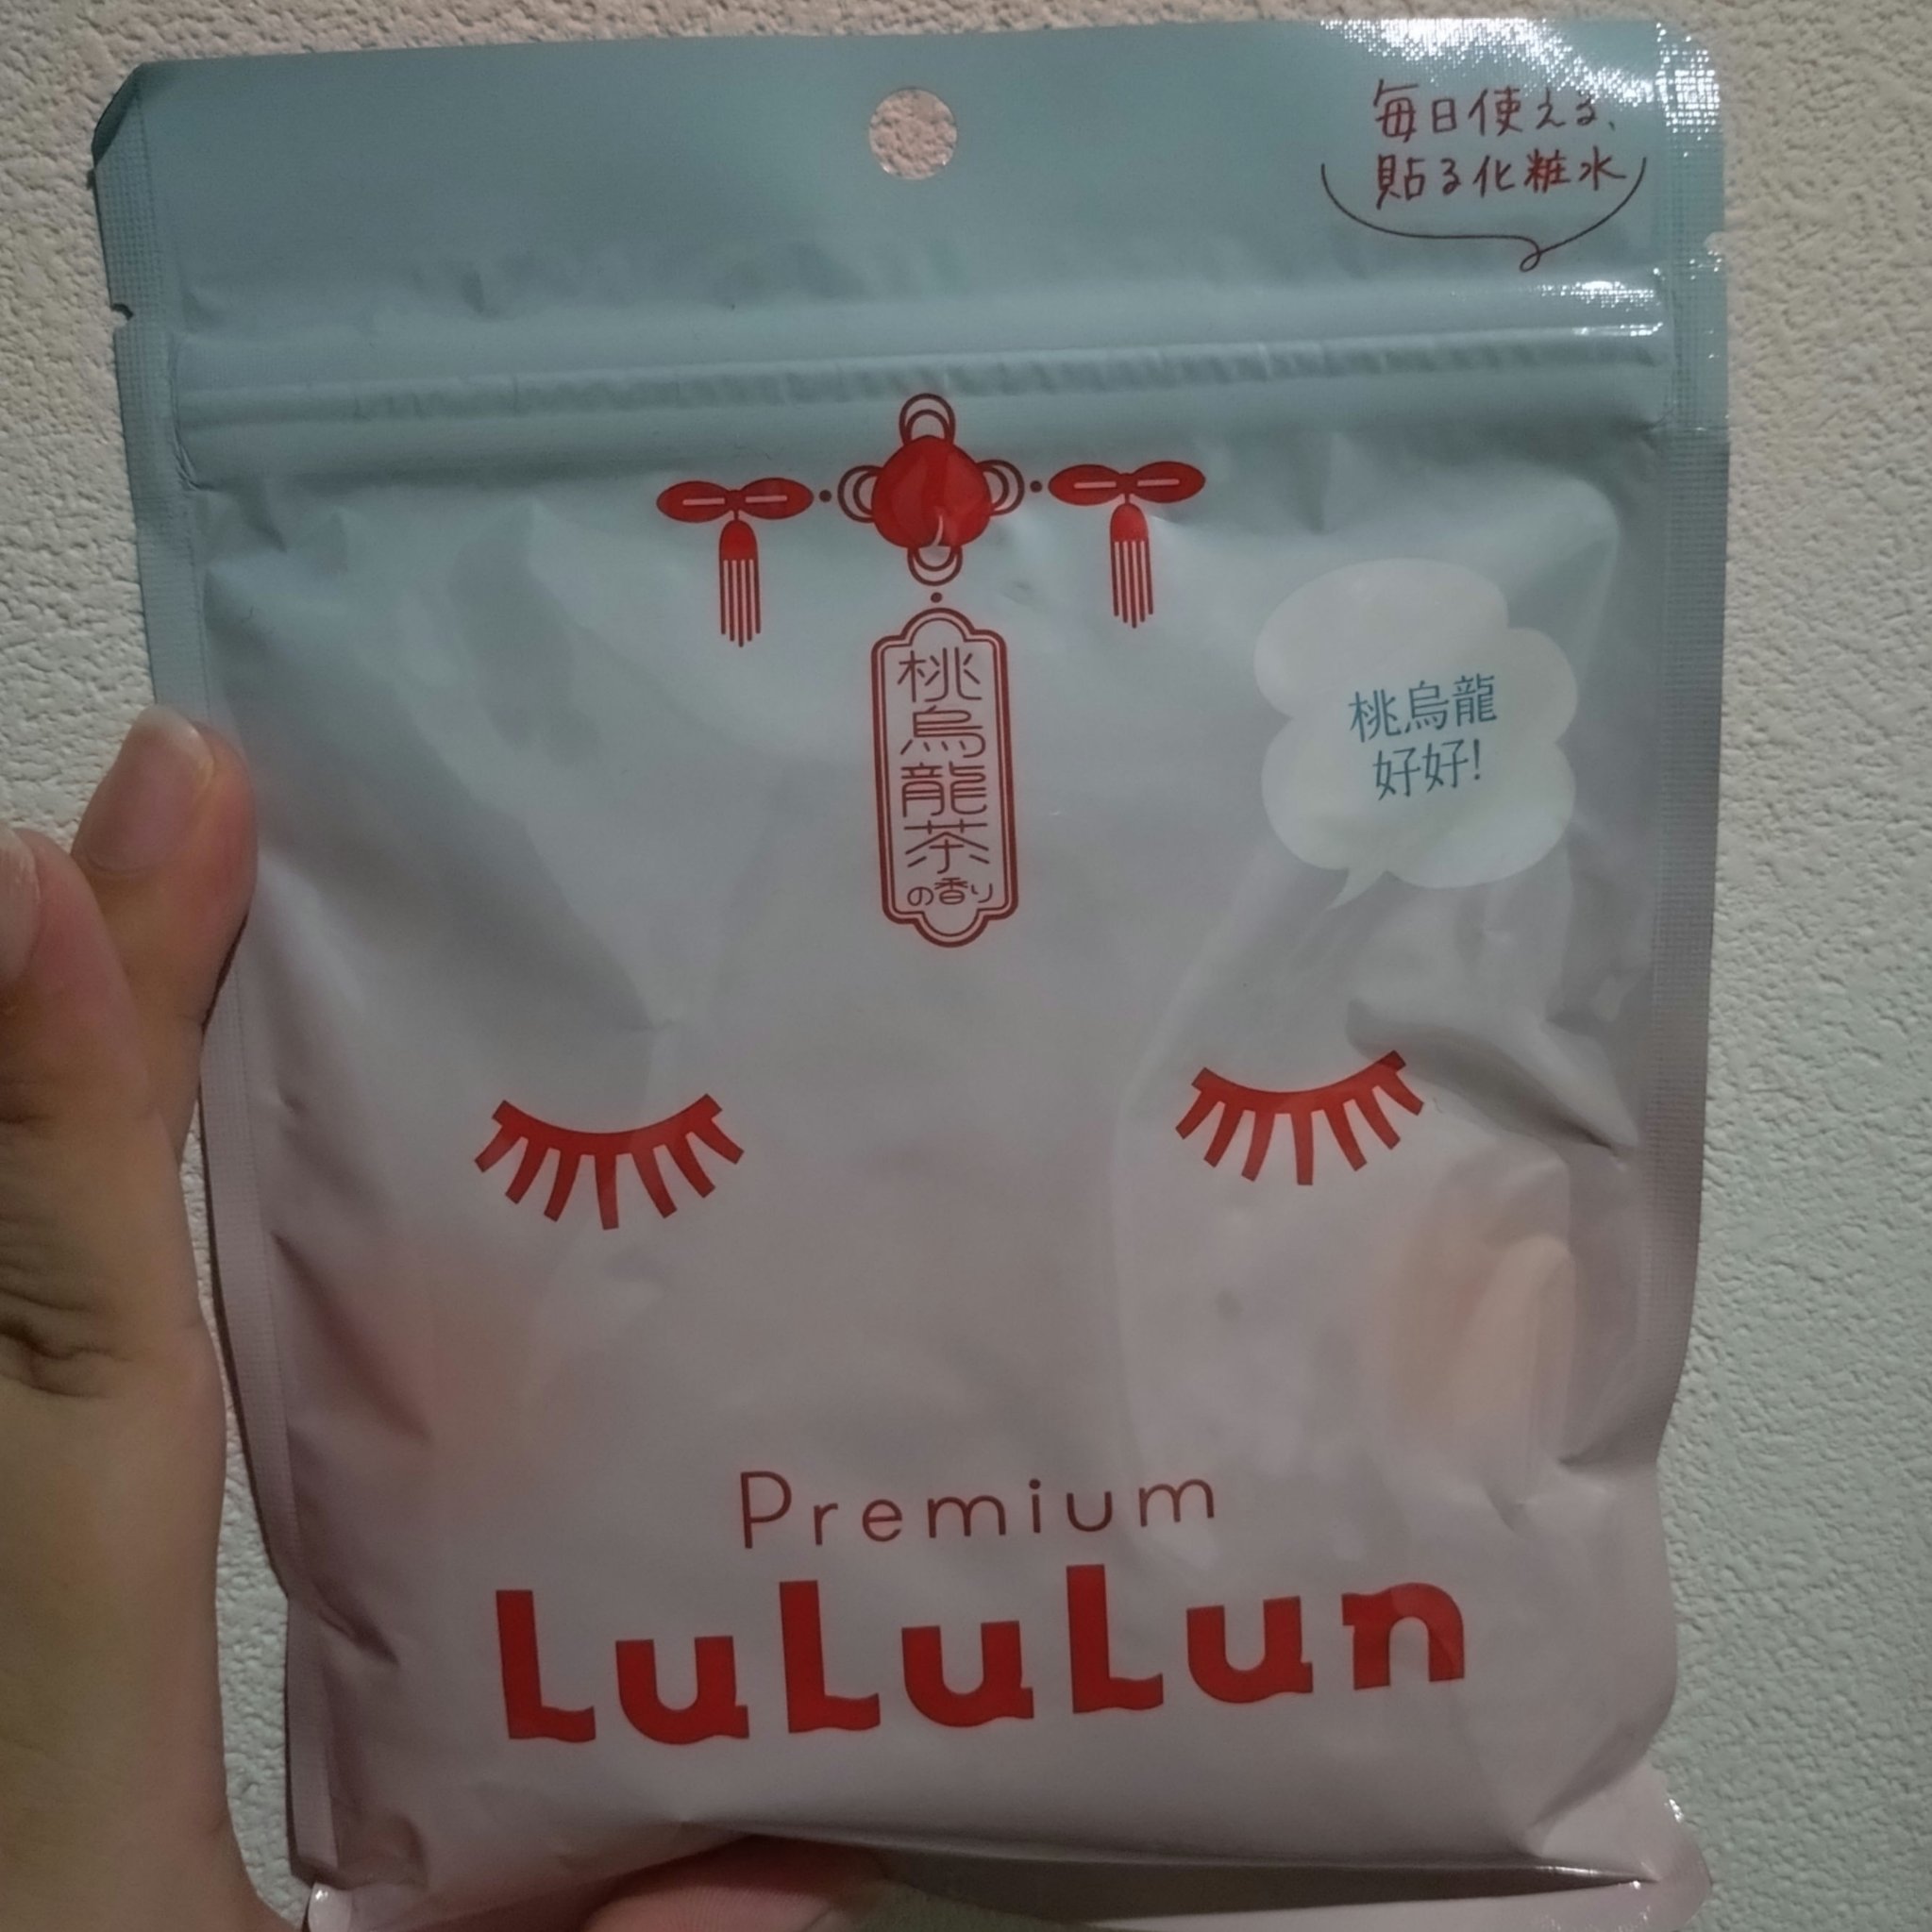 毎日使える、
貼る化粧水
桃烏龍茶
の香り
桃烏龍
好好!
Premium
LuLuLun